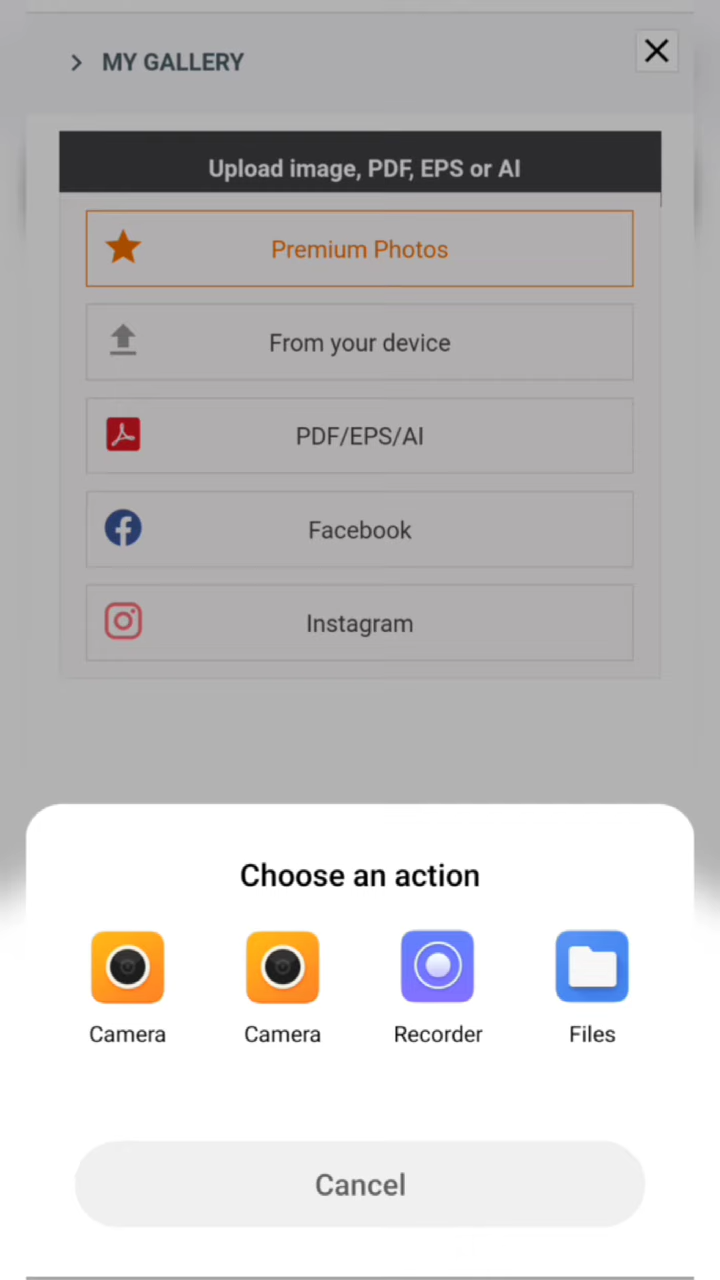 MY GALLERY
Upload image, PDF, EPS or AI
Premium Photos
From your device
PDF/EPS/AI
Facebook
Instagram
Choose an action
Camera
Camera
Recorder
Files
Cancel